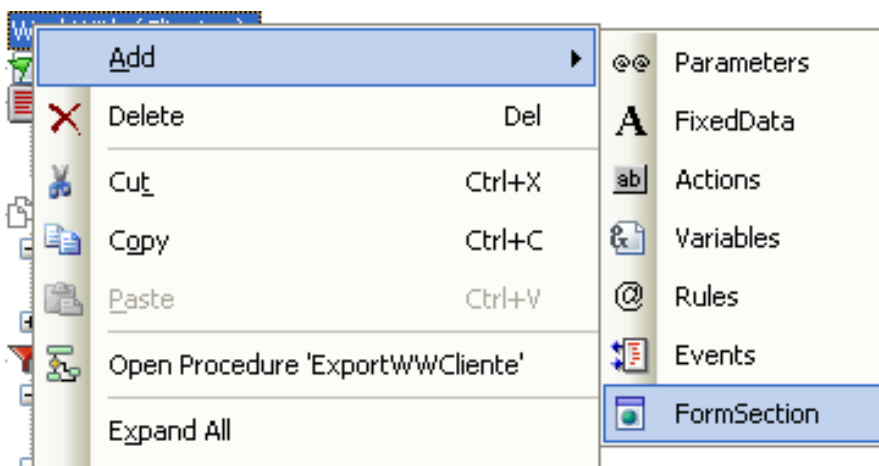 Add
Delete Del
Cut Ctrl+X
Copy Ctrl+C
Paste Ctrl+V
Open Procedure 'ExportWWCliente'
Expand All
@@ Parameters
A FixedData
ab Actions
& Variables
@ Rules
Events
FormSection